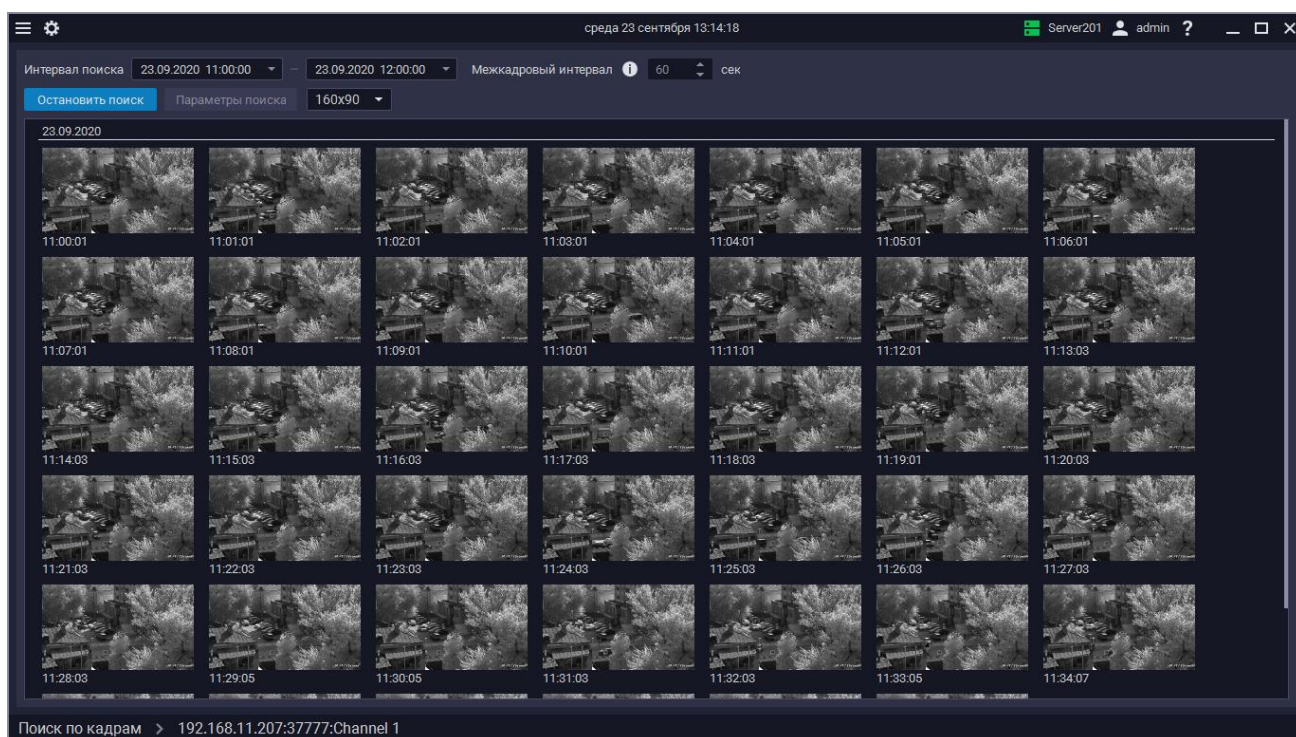 среда 23 сентября 13:14:18 Server201 admin ?
Интервал поиска 23.09.2020 11:00:00 – 23.09.2020 12:00:00 Межкадровый интервал i 60 сек
Остановить поиск Параметры поиска 160x90
23.09.2020
11:00:01 11:01:01 11:02:01 11:03:01 11:04:01 11:05:01 11:06:01
11:07:01 11:08:01 11:09:01 11:10:01 11:11:01 11:12:01 11:13:03
11:14:03 11:15:03 11:16:03 11:17:03 11:18:03 11:19:01 11:20:03
11:21:03 11:22:03 11:23:03 11:24:03 11:25:03 11:26:03 11:27:03
11:28:03 11:29:05 11:30:05 11:31:03 11:32:03 11:33:05 11:34:07
Поиск по кадрам > 192.168.11.207:37777:Channel 1